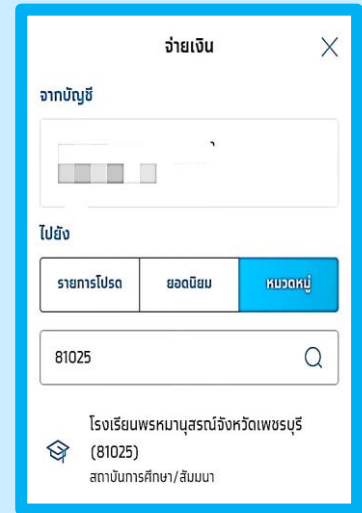 จ่ายเงิน
จากบัญชี
ไปยัง
รายการโปรด
ยอดนิยม
หมวดหมู่
81025
โรงเรียนพรหมานุสรณ์จังหวัดเพชรบุรี
(81025)
สถาบันการศึกษา/สัมมนา